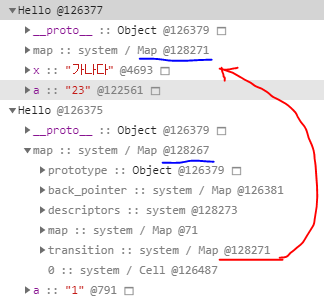 Hello @126377
__proto__ :: Object @126379
map :: system / Map @128271
x :: "가나다" @4693
a :: "23" @122561
Hello @126375
__proto__ :: Object @126379
map :: system / Map @128267
prototype :: Object @126379
back_pointer :: system / Map @126381
descriptors :: system / @128273
map :: system / Map @71
transition :: system / Map @128271
0 :: system / Cell @126487
a :: "1" @791